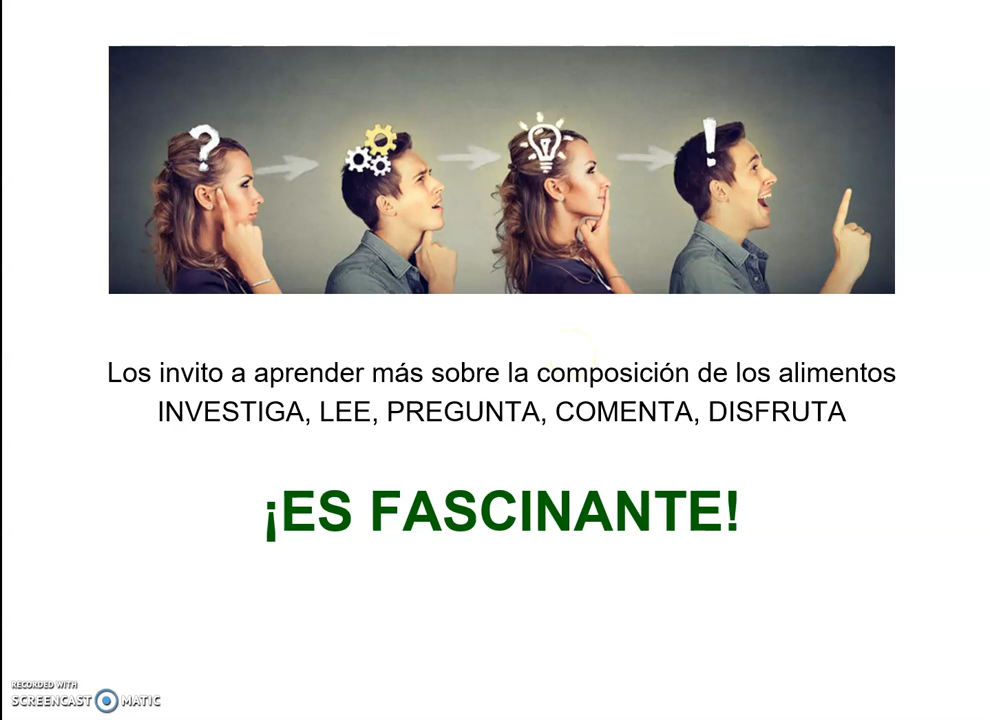 Los invito a aprender más sobre la composición de los alimentos
INVESTIGA, LEE, PREGUNTA, COMENTA, DISFRUTA
¡ES FASCINANTE!
RECORDED WITH
SCREENCAST MATIC